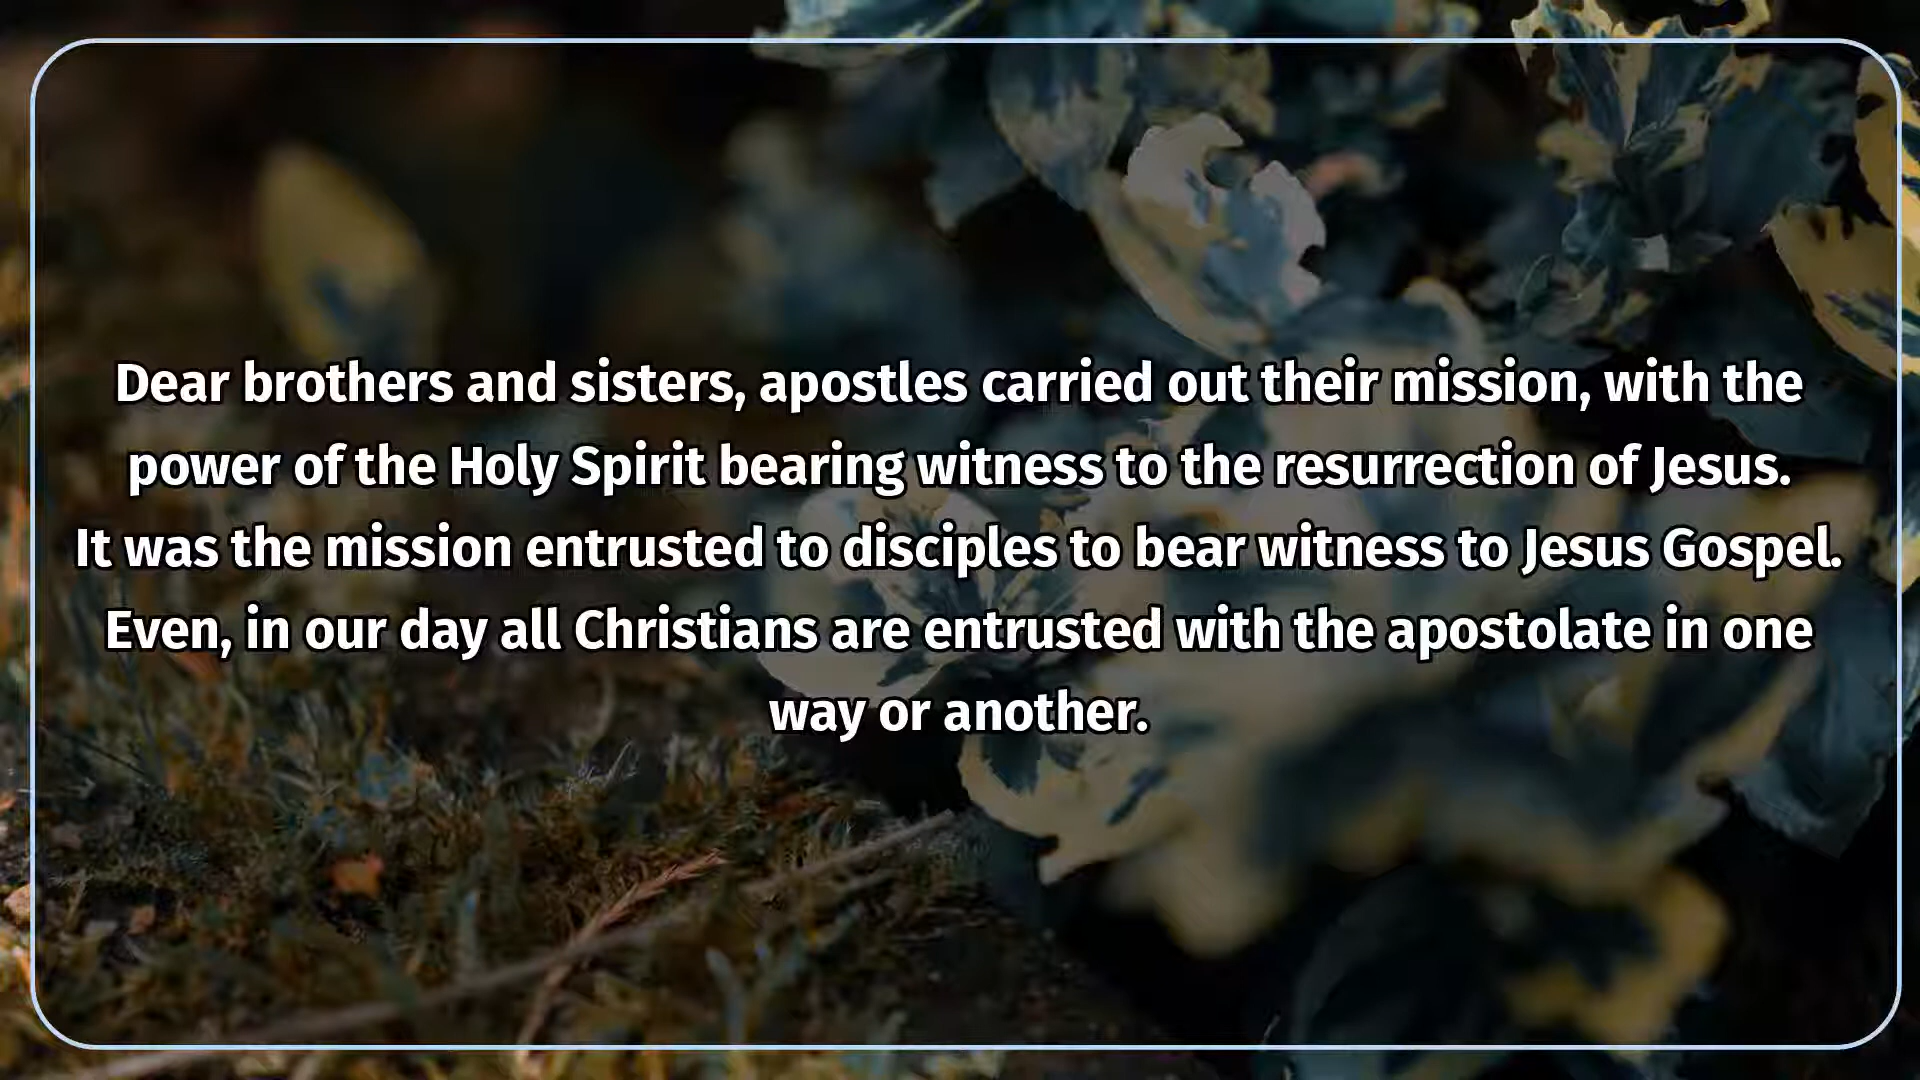 Dear brothers and sisters, apostles carried out their mission, with the
power of the Holy Spirit bearing witness to the resurrection of Jesus.
It was the mission entrusted to disciples to bear witness to Jesus Gospel.
Even, in our day all Christians are entrusted with the apostolate in one
way or another.